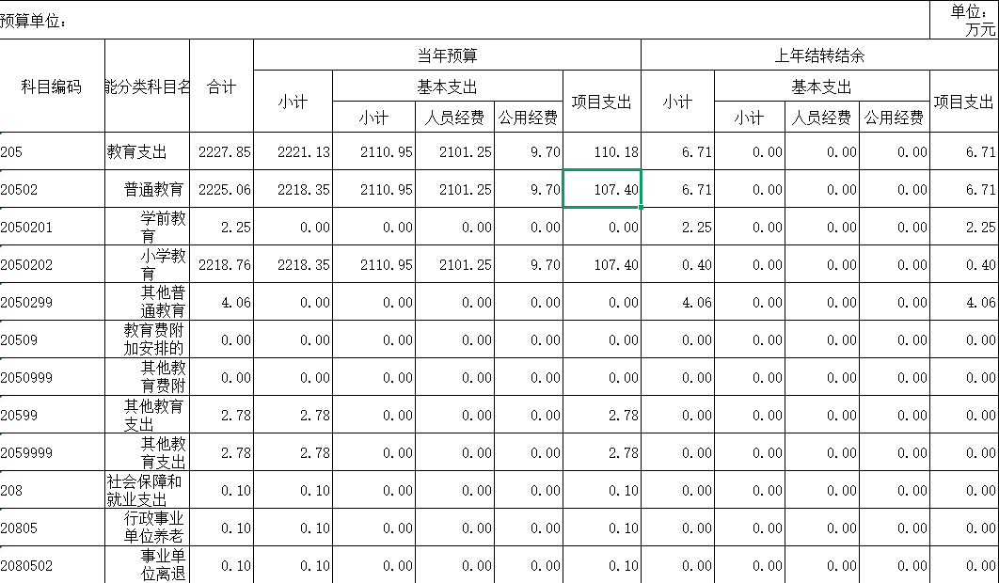 预算单位：
单位：
万元
科目编码
能分类科目名
合计
当年预算
上年结转结余
小计
基本支出
项目支出
小计
基本支出
项目支出
小计
人员经费
公用经费
小计
人员经费
公用经费
205 教育支出 2227.85 2221.13 2110.95 2101.25 9.70 110.18 6.71 0.00 0.00 0.00 6.71
20502 普通教育 2225.06 2218.35 2110.95 2101.25 9.70 107.40 6.71 0.00 0.00 0.00 6.71
2050201 学前教
育 2.25 0.00 0.00 0.00 0.00 0.00 2.25 0.00 0.00 0.00 2.25
2050202 小学教
育 2218.76 2218.35 2110.95 2101.25 9.70 107.40 0.40 0.00 0.00 0.00 0.40
2050299 其他普
通教育 4.06 0.00 0.00 0.00 0.00 0.00 4.06 0.00 0.00 0.00 4.06
20509 教育费附
加安排的 0.00 0.00 0.00 0.00 0.00 0.00 0.00 0.00 0.00 0.00 0.00
2050999 其他教
育费附 0.00 0.00 0.00 0.00 0.00 0.00 0.00 0.00 0.00 0.00 0.00
20599 其他教育
支出 2.78 2.78 0.00 0.00 0.00 2.78 0.00 0.00 0.00 0.00 0.00
2059999 其他教
育支出 2.78 2.78 0.00 0.00 0.00 2.78 0.00 0.00 0.00 0.00 0.00
208 社会保障和
就业支出 0.10 0.10 0.00 0.00 0.00 0.10 0.00 0.00 0.00 0.00 0.00
20805 行政事业
单位养老 0.10 0.10 0.00 0.00 0.00 0.10 0.00 0.00 0.00 0.00 0.00
2080502 事业单
位离退 0.10 0.10 0.00 0.00 0.00 0.10 0.00 0.00 0.00 0.00 0.00